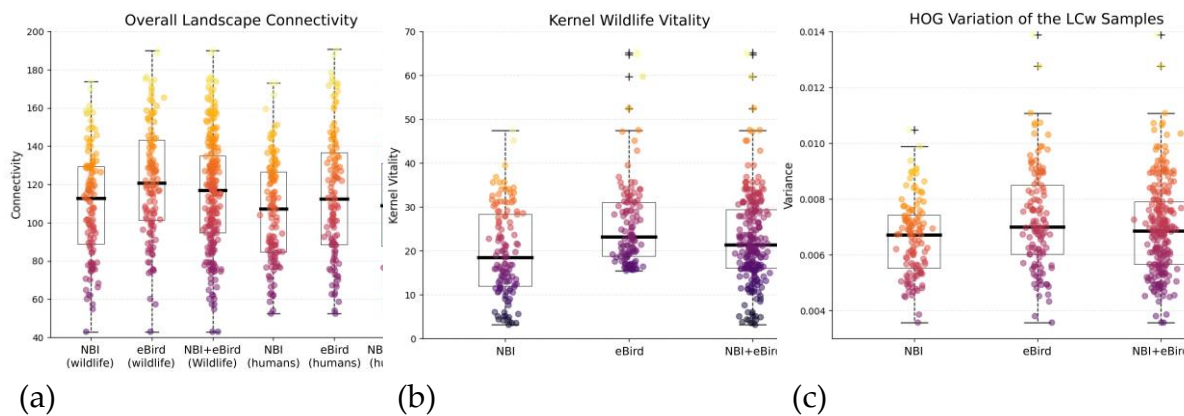 Overall Landscape Connectivity
Connectivity
200
180
160
140
120
100
80
60
40
NBI
(wildlife)
eBird
(wildlife)
NBI+eBird
(Wildlife)
NBI
(humans)
eBird
(humans)
NB
(hu
(a)
Kernel Wildlife Vitality
Kernel Vitality
70
60
50
40
30
20
10
0
NBI
eBird
NBI+eBird
(b)
HOG Variation of the LCw Samples
Variance
0.014
0.012
0.010
0.008
0.006
0.004
NBI
eBird
NBI+eBird
(c)